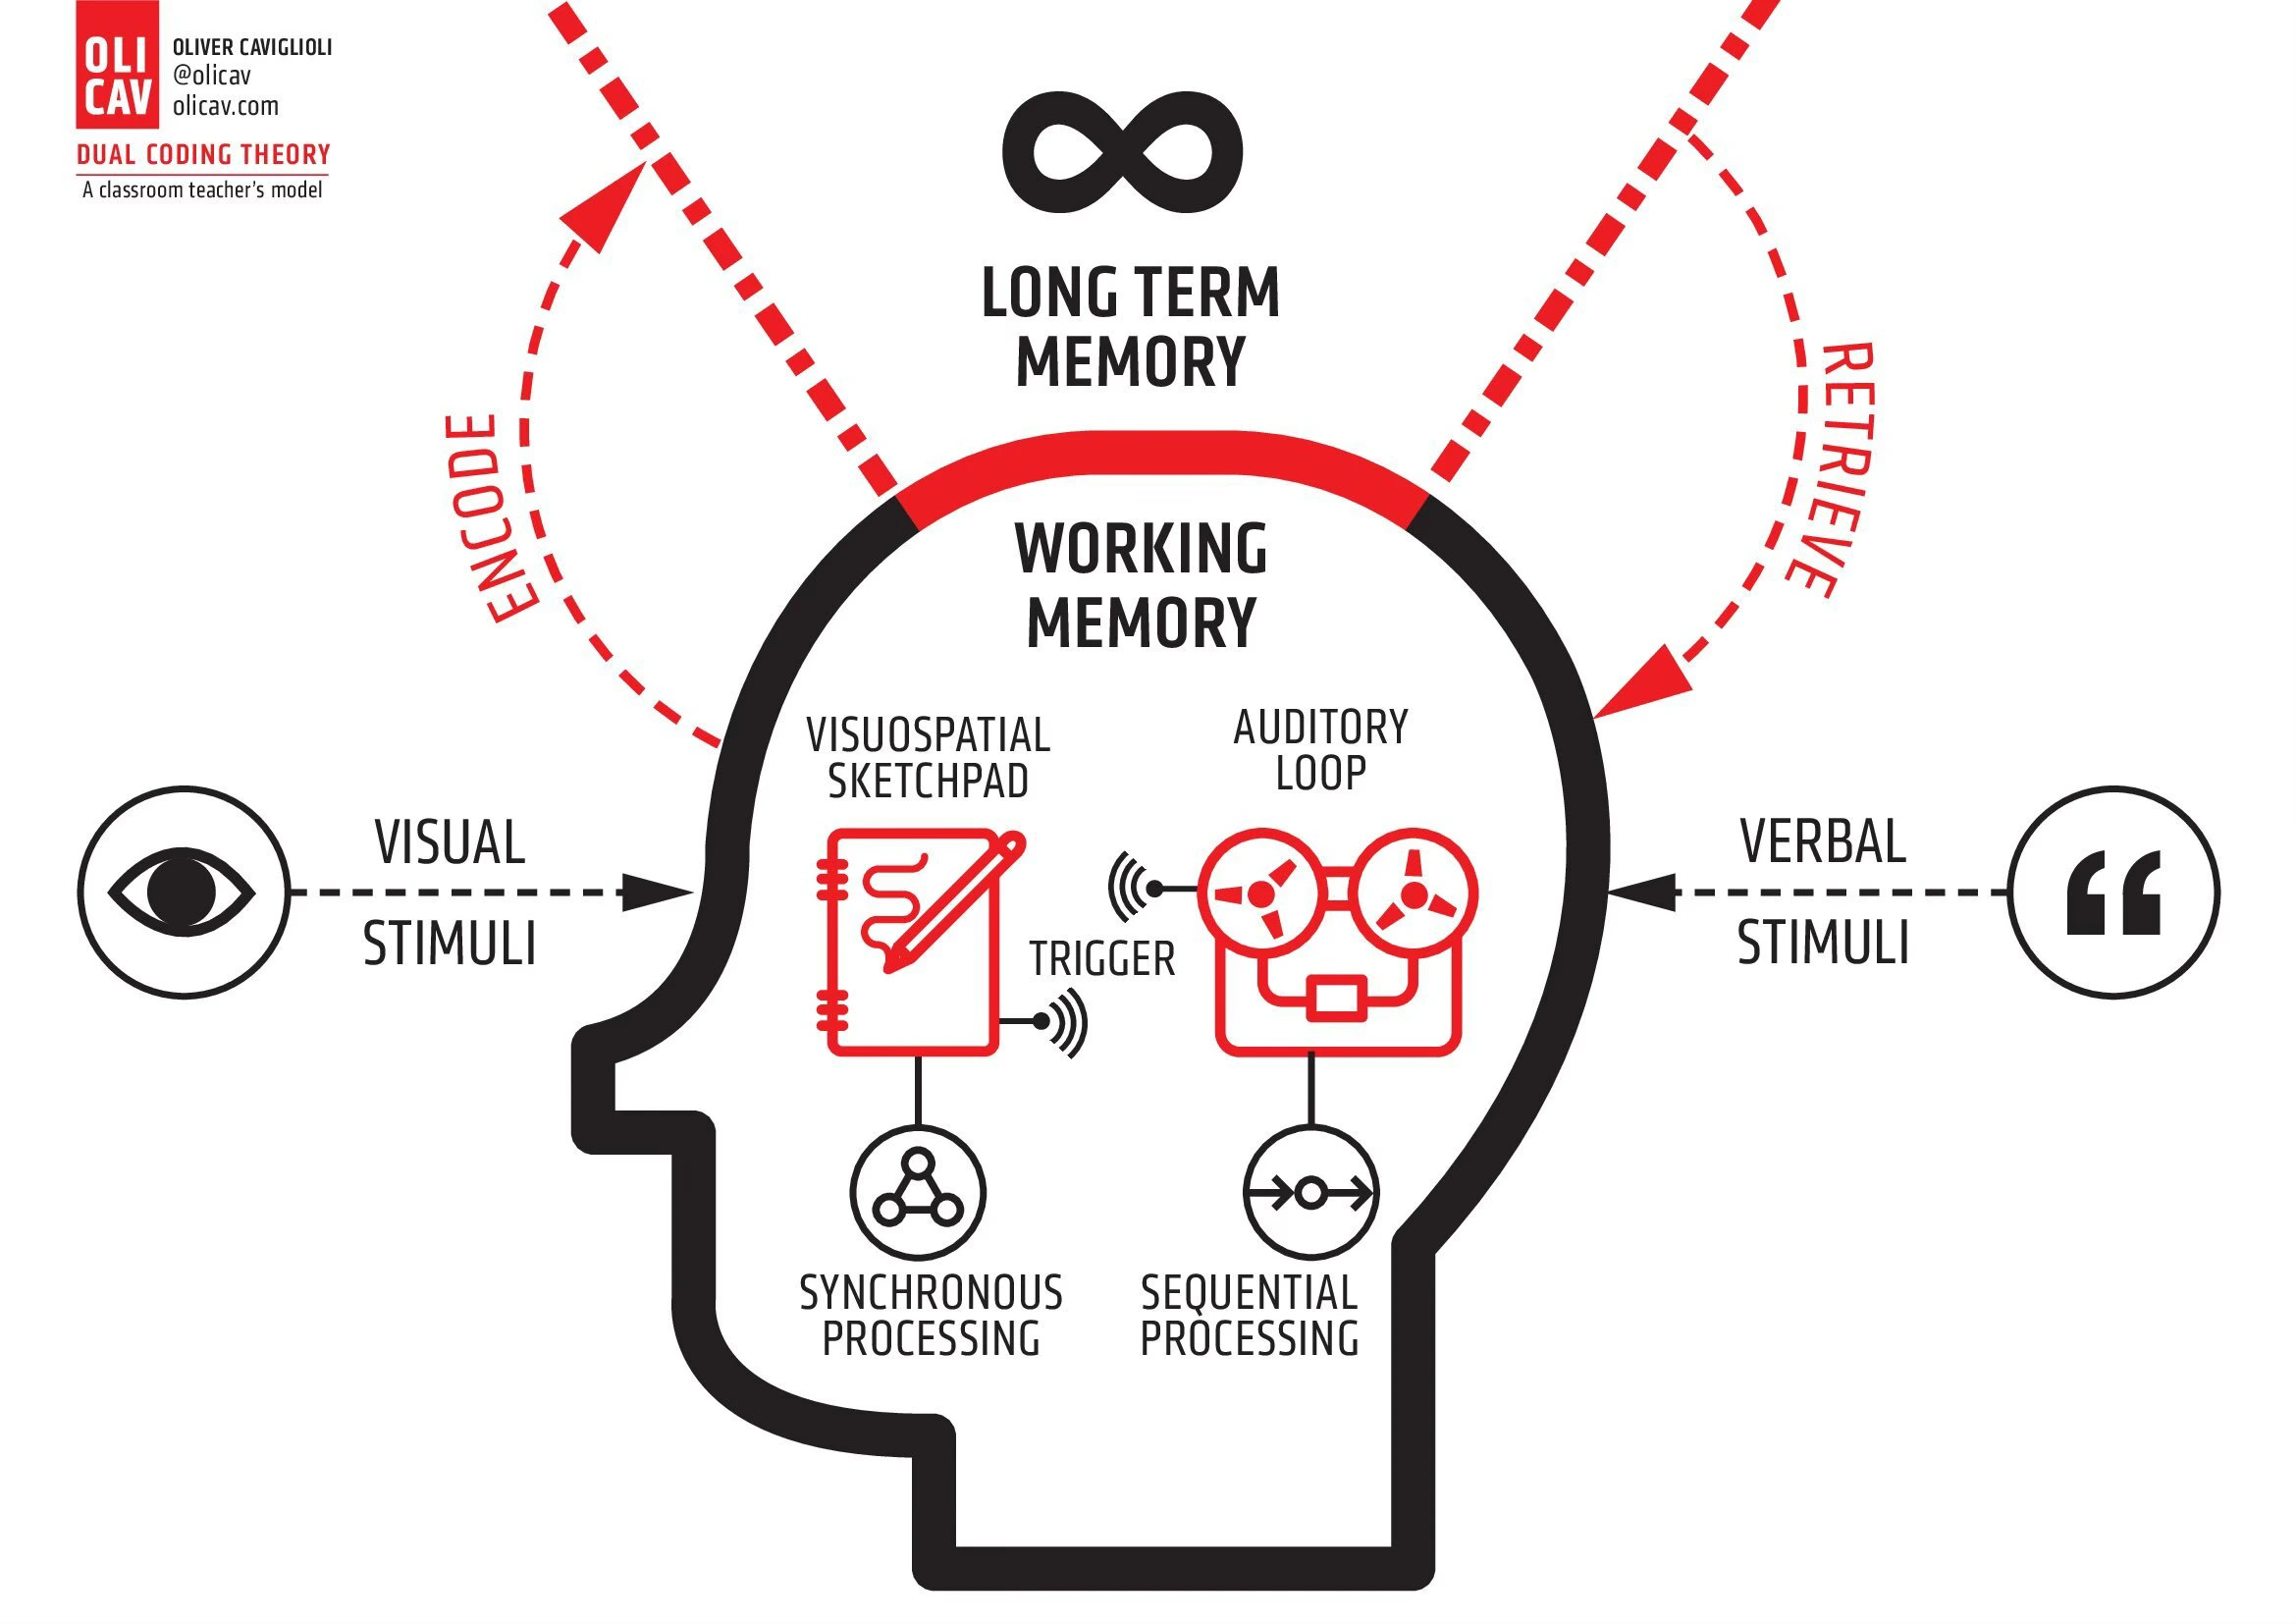 OLI
CAV
OLIVER CAVIGLIOLI
@olicav
olicav.com
DUAL CODING THEORY
A classroom teacher's model
LONG TERM
MEMORY
ENCODE
RETRIEVE
WORKING
MEMORY
VISUOSPATIAL
SKETCHPAD
AUDITORY
LOOP
VISUAL
STIMULI
TRIGGER
VERBAL
STIMULI
SYNCHRONOUS
PROCESSING
SEQUENTIAL
PROCESSING